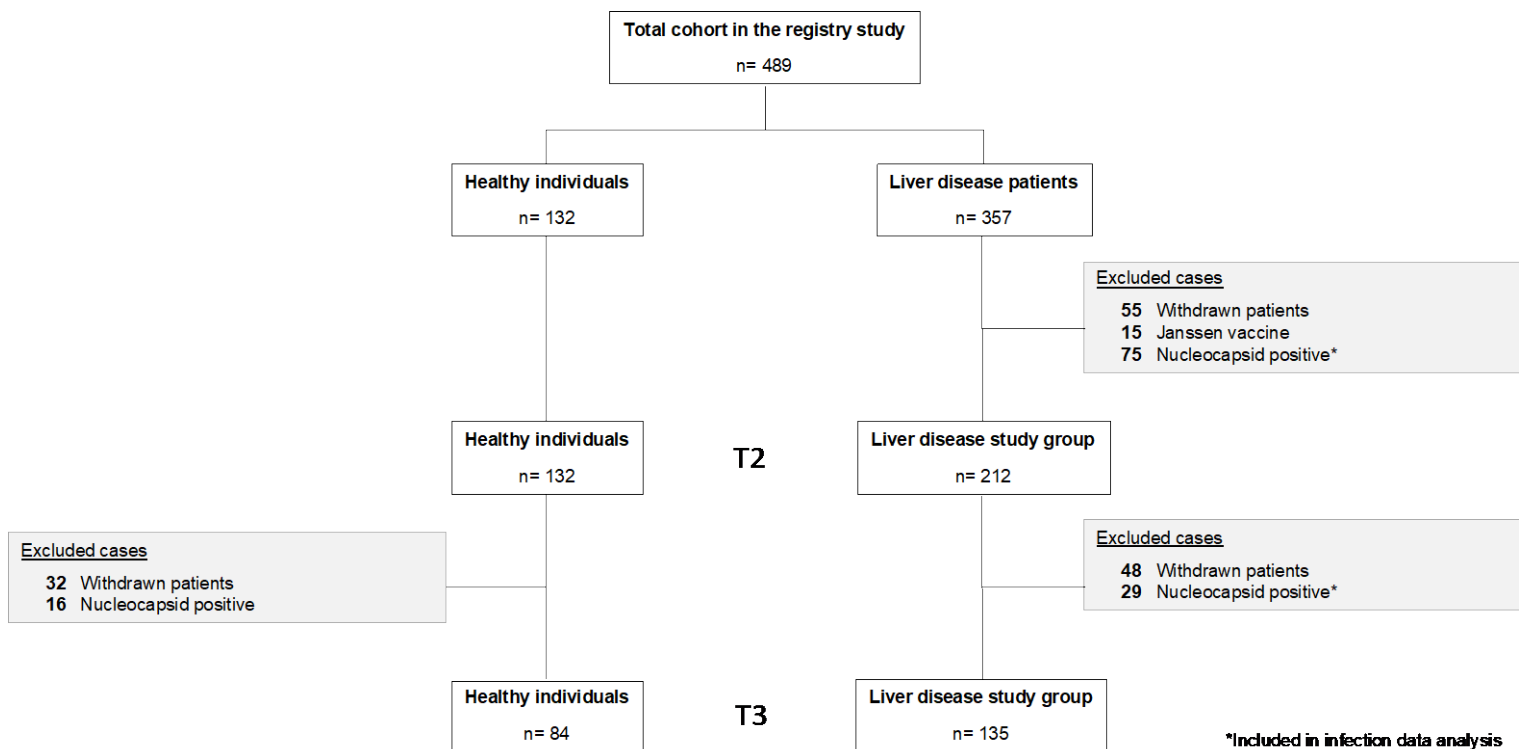 Total cohort in the registry study
n= 489
Healthy individuals
n= 132
Liver disease patients
n= 357
Excluded cases
55 Withdrawn patients
15 Janssen vaccine
75 Nucleocapsid positive*
Healthy individuals
n= 132
T2
Liver disease study group
n= 212
Excluded cases
32 Withdrawn patients
16 Nucleocapsid positive
Excluded cases
48 Withdrawn patients
29 Nucleocapsid positive*
Healthy individuals
n= 84
T3
Liver disease study group
n= 135
*Included in infection data analysis